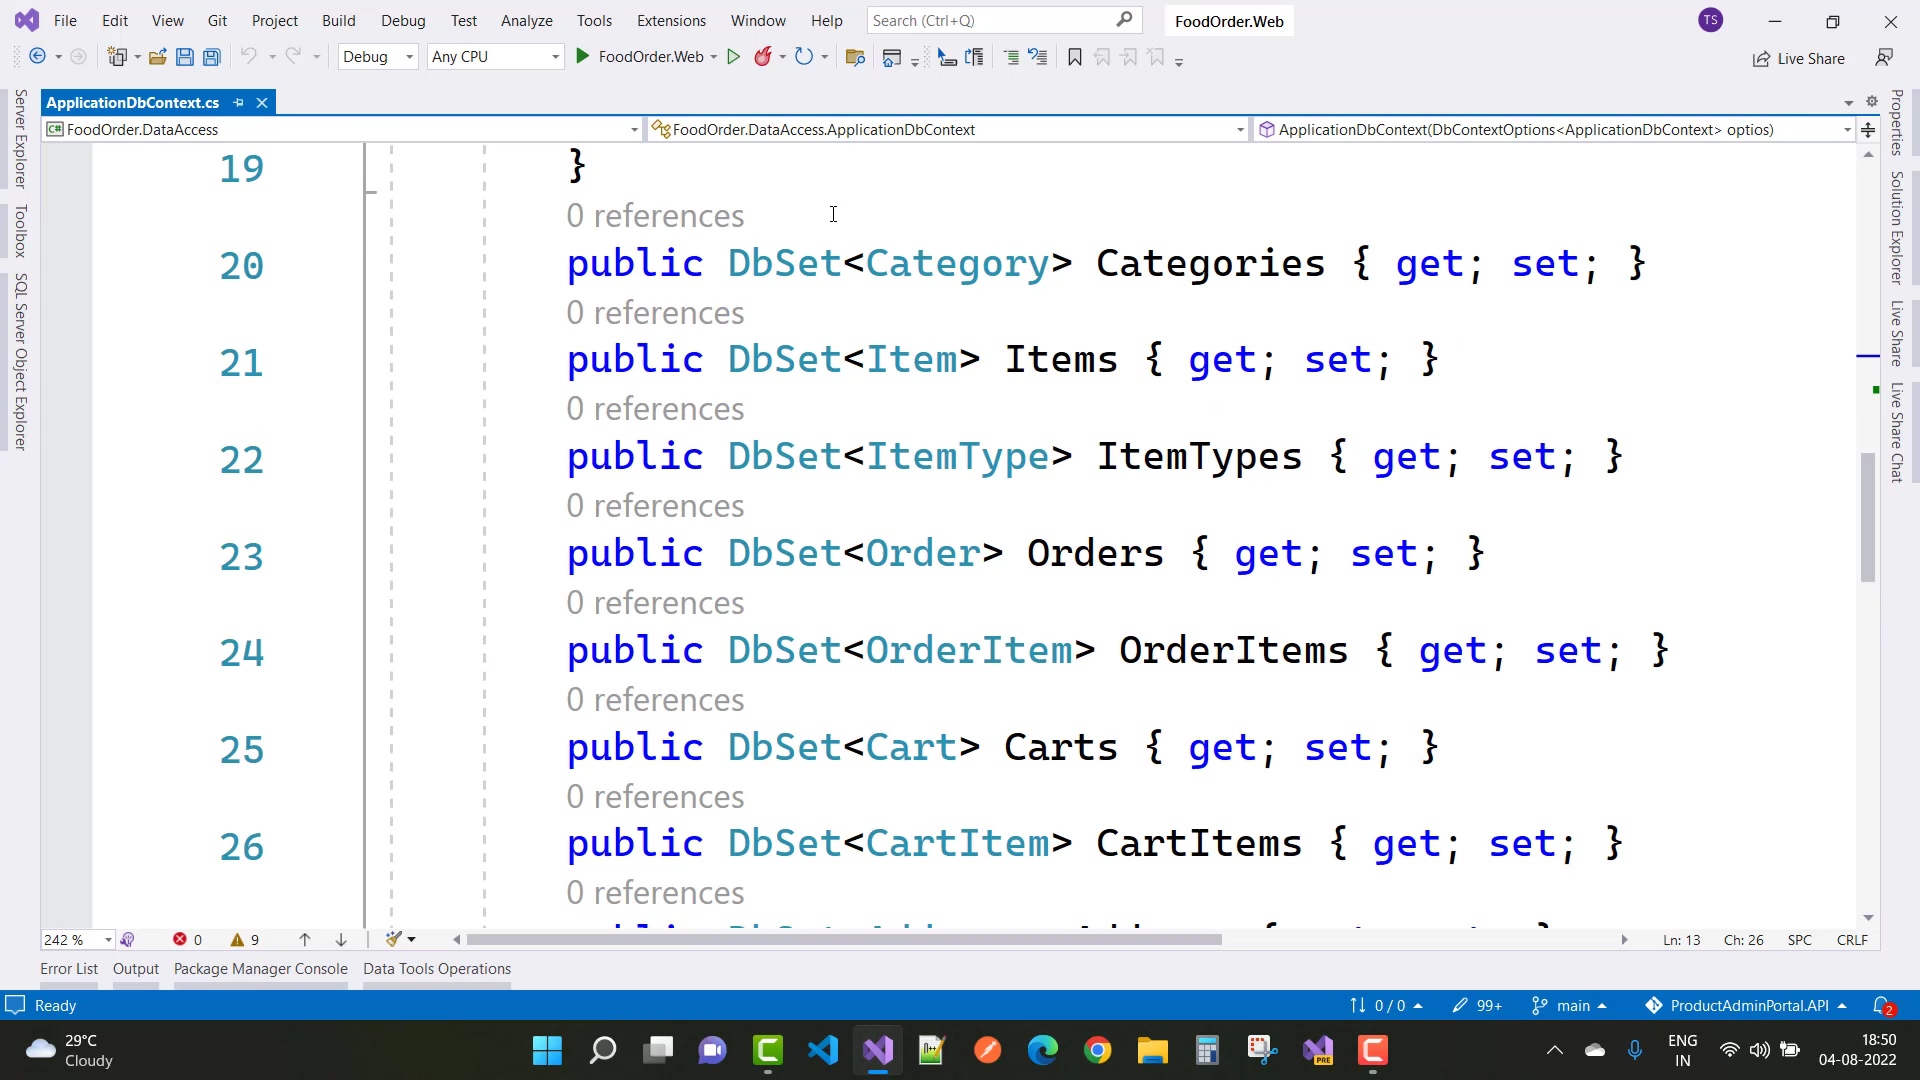 File Edit View Git Project Build Debug Test Analyze Tools Extensions Window Help Search (Ctrl+Q) FoodOrder.Web TS
Debug Any CPU FoodOrder.Web Live Share
ApplicationDbContext.cs
C# FoodOrder.DataAccess FoodOrder.DataAccess.ApplicationDbContext ApplicationDbContext(DbContextOptions<ApplicationDbContext> optios)
Server Explorer
Toolbox
SQL Server Object Explorer
19 }
0 references
20 public DbSet<Category> Categories { get; set; }
0 references
21 public DbSet<Item> Items { get; set; }
0 references
22 public DbSet<ItemType> ItemTypes { get; set; }
0 references
23 public DbSet<Order> Orders { get; set; }
0 references
24 public DbSet<OrderItem> OrderItems { get; set; }
0 references
25 public DbSet<Cart> Carts { get; set; }
0 references
26 public DbSet<CartItem> CartItems { get; set; }
0 references
Properties
Solution Explorer
Live Share
Live Share Chat
242 % 0 9 Ln: 13 Ch: 26 SPC CRLF
Error List Output Package Manager Console Data Tools Operations
Ready 0 / 0 99+ main ProductAdminPortal.API 2
29°C
Cloudy
PRE
ENG
IN
18:50
04-08-2022